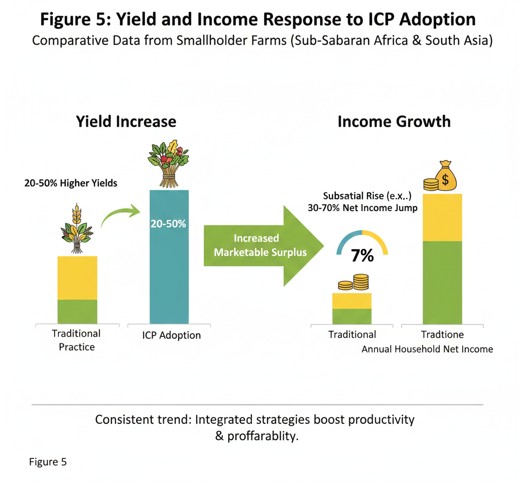 Figure 5: Yield and Income Response to ICP Adoption
Comparative Data from Smallholder Farms (Sub-Sabaran Africa & South Asia)
Yield Increase
20-50% Higher Yields
20-50%
Traditional
Practice
ICP Adoption
Increased
Marketable Surplus
Income Growth
Subsatial Rise (e.x,.)
30-70% Net Income Jump
7%
$
Traditional
Tradtione
Annual Household Net Income
Consistent trend: Integrated strategies boost productivity
& proffarablity.
Figure 5